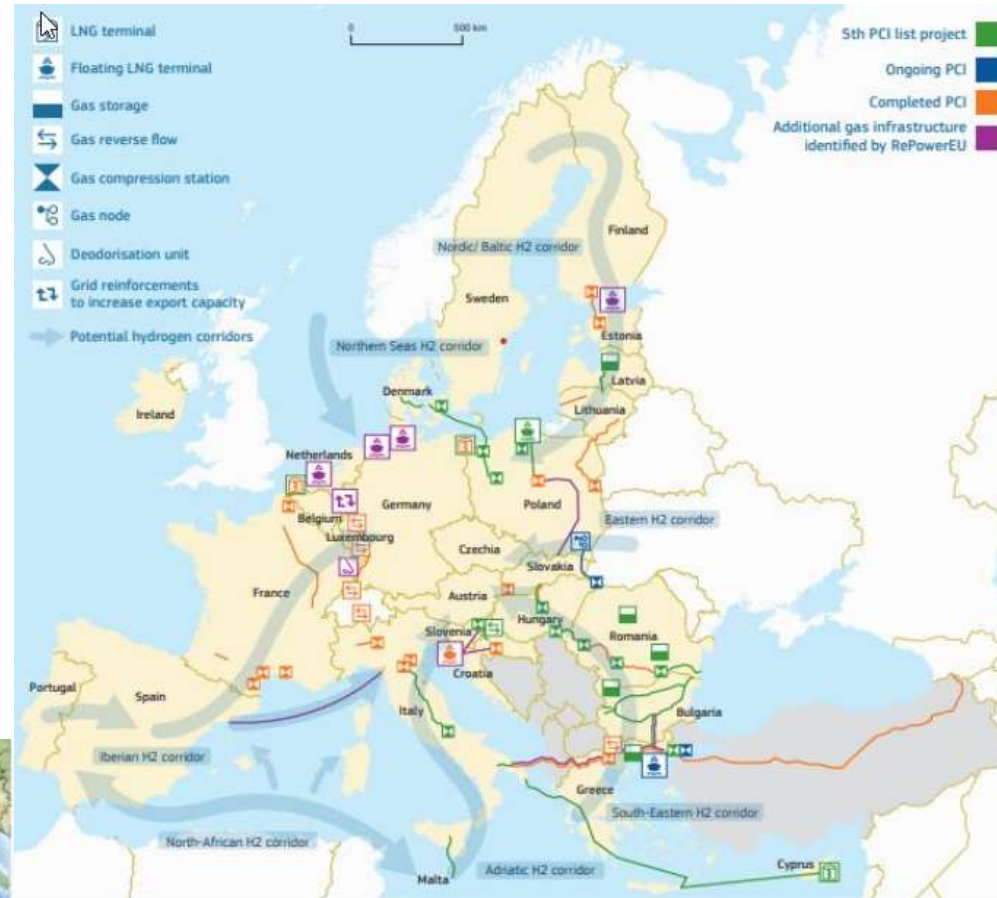 LNG terminal
Floating LNG terminal
Gas storage
Gas reverse flow
Gas compression station
Gas node
Deodorisation unit
Grid reinforcements
to increase export capacity
Potential hydrogen corridors
0 500 km
5th PCI list project
Ongoing PCI
Completed PCI
Additional gas infrastructure
identified by RePowerEU
Finland
Nordic/ Baltic H2 corridor
Sweden
Estonia
Northern Seas H2 corridor
Latvia
Denmark
Lithuania
Ireland
Netherlands
Germany
Poland
Belgium
Eastern H2 corridor
Luxembourg
Czechia
Slovakia
France
Austria
Hungary
Slovenia
Romania
Croatia
Portugal
Spain
Italy
Bulgaria
Iberian H2 corridor
Greece
South-Eastern H2 corridor
North-African H2 corridor
Adriatic H2 corridor
Cyprus
Malta